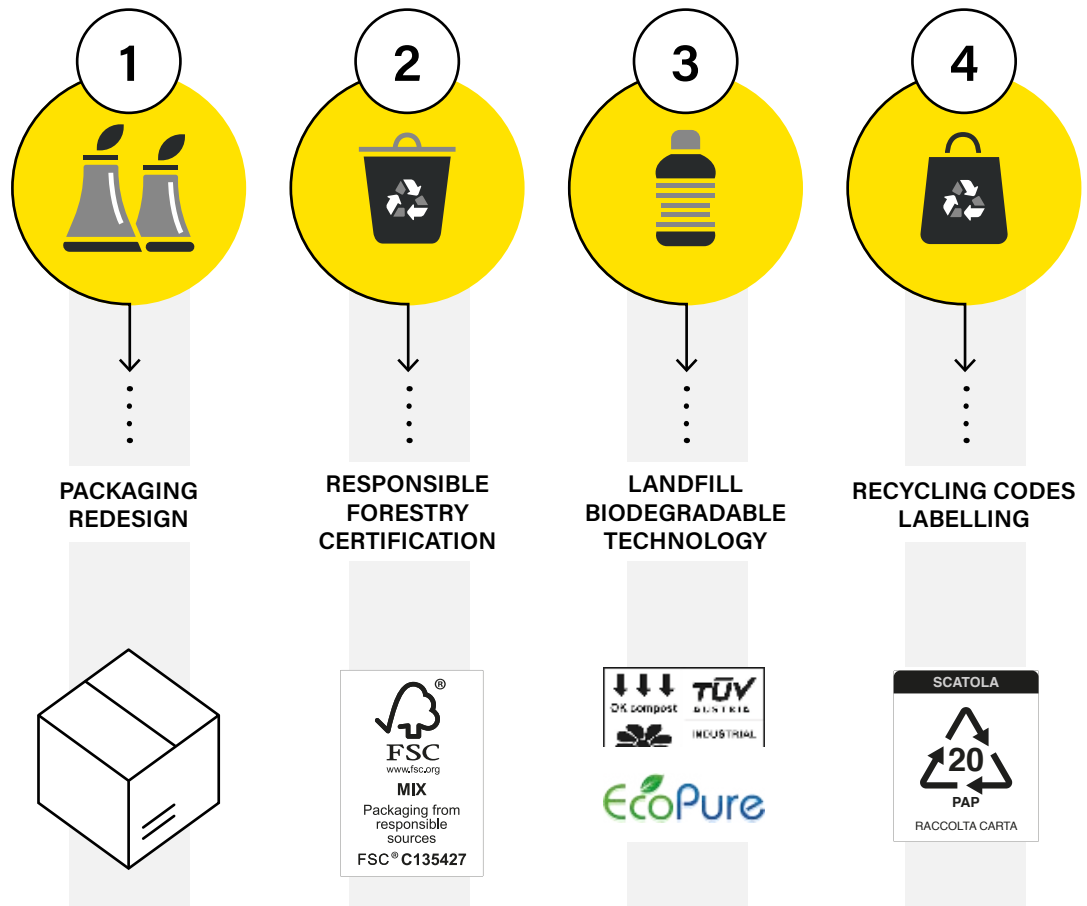 1
PACKAGING
REDESIGN
2
RESPONSIBLE
FORESTRY
CERTIFICATION
®
FSC
www.fsc.org
MIX
Packaging from
responsible
sources
FSC® C135427
3
LANDFILL
BIODEGRADABLE
TECHNOLOGY
OK compost
TÜV
AUSTRIA
INDUSTRIAL
EcoPure
4
RECYCLING CODES
LABELLING
SCATOLA
20
PAP
RACCOLTA CARTA